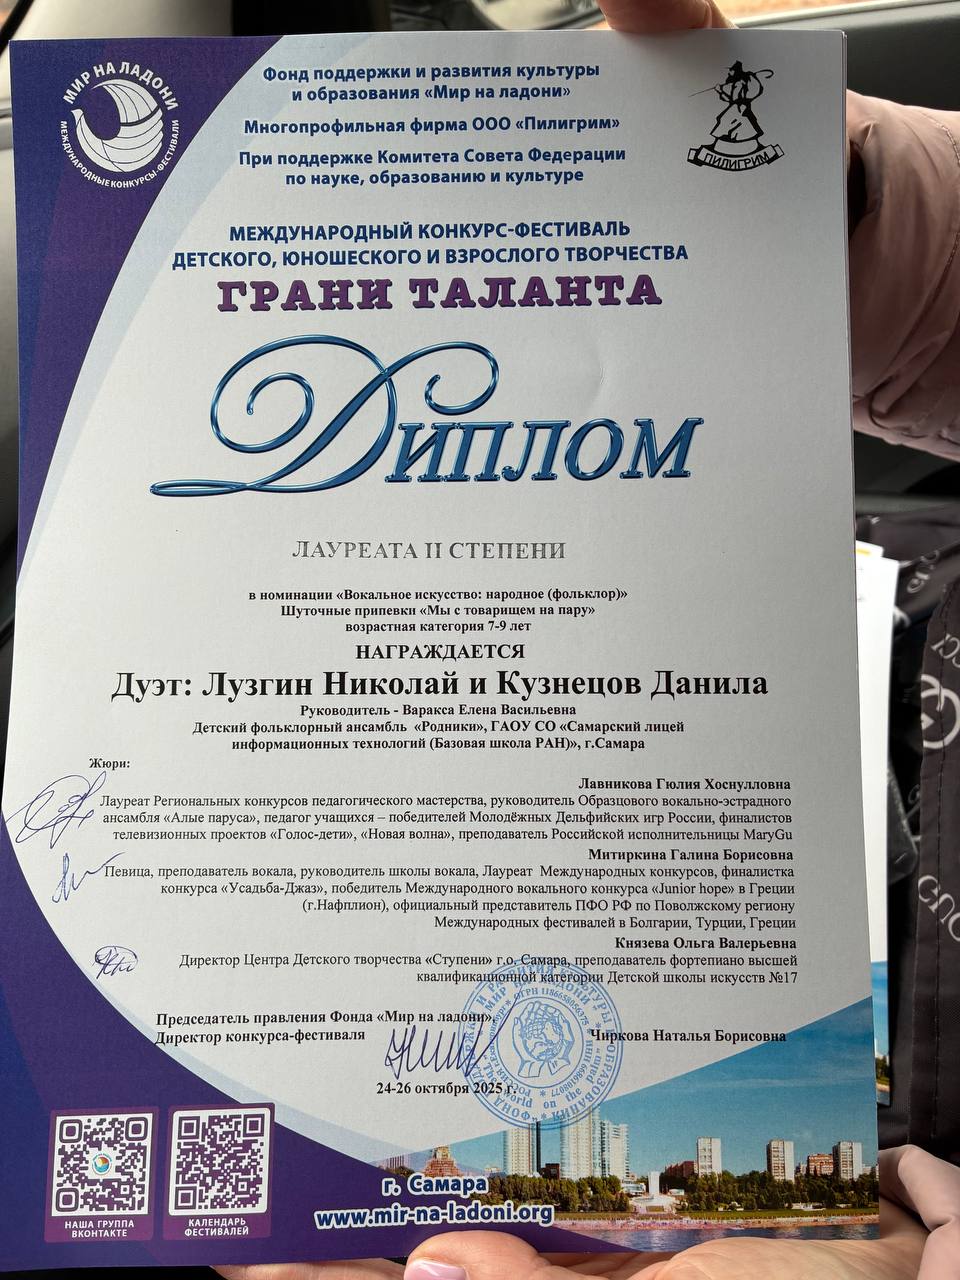 МИР НА ЛАДОНИ
МЕЖДУНАРОДНЫЕ КОНКУРСЫ-ФЕСТИВАЛИ
Фонд поддержки и развития культуры
и образования «Мир на ладони»
Многопрофильная фирма ООО «Пилигрим»
При поддержке Комитета Совета Федерации
по науке, образованию и культуре
ПИЛИГРИМ
МЕЖДУНАРОДНЫЙ КОНКУРС-ФЕСТИВАЛЬ
ДЕТСКОГО, ЮНОШЕСКОГО И ВЗРОСЛОГО ТВОРЧЕСТВА
ГРАНИ ТАЛАНТА
Диплом
ЛАУРЕАТА II СТЕПЕНИ
в номинации «Вокальное искусство: народное (фольклор)»
Шуточные припевки «Мы с товарищем на пару»
возрастная категория 7-9 лет
НАГРАЖДАЕТСЯ
Дуэт: Лузгин Николай и Кузнецов Данила
Руководитель - Варакса Елена Васильевна
Детский фольклорный ансамбль «Родники», ГАОУ СО «Самарский лицей
информационных технологий (Базовая школа РАН)», г.Самара
Жюри:
Лавникова Гюлия Хоснулловна
Лауреат Региональных конкурсов педагогического мастерства, руководитель Образцового вокально-эстрадного
ансамбля «Алые паруса», педагог учащихся – победителей Молодёжных Дельфийских игр России, финалистов
телевизионных проектов «Голос-дети», «Новая волна», преподаватель Российской исполнительницы MaryGu
Митиркина Галина Борисовна
Певица, преподаватель вокала, руководитель школы вокала, Лауреат Международных конкурсов, финалистка
конкурса «Усадьба-Джаз», победитель Международного вокального конкурса «Junior hope» в Греции
(г.Нафплион), официальный представитель ПФО РФ по Поволжскому региону
Международных фестивалей в Болгарии, Турции, Греции
Князева Ольга Валерьевна
Директор Центра Детского творчества «Ступени» г.о. Самара, преподаватель фортепиано высшей
квалификационной категории Детской школы искусств №17
Председатель правления Фонда «Мир на ладони»,
Директор конкурса-фестиваля
Чиркова Наталья Борисовна
24-26 октября 2025 г.
НАША ГРУППА
ВКОНТАКТЕ
КАЛЕНДАРЬ
ФЕСТИВАЛЕЙ
г. Самара
www.mir-na-ladoni.org